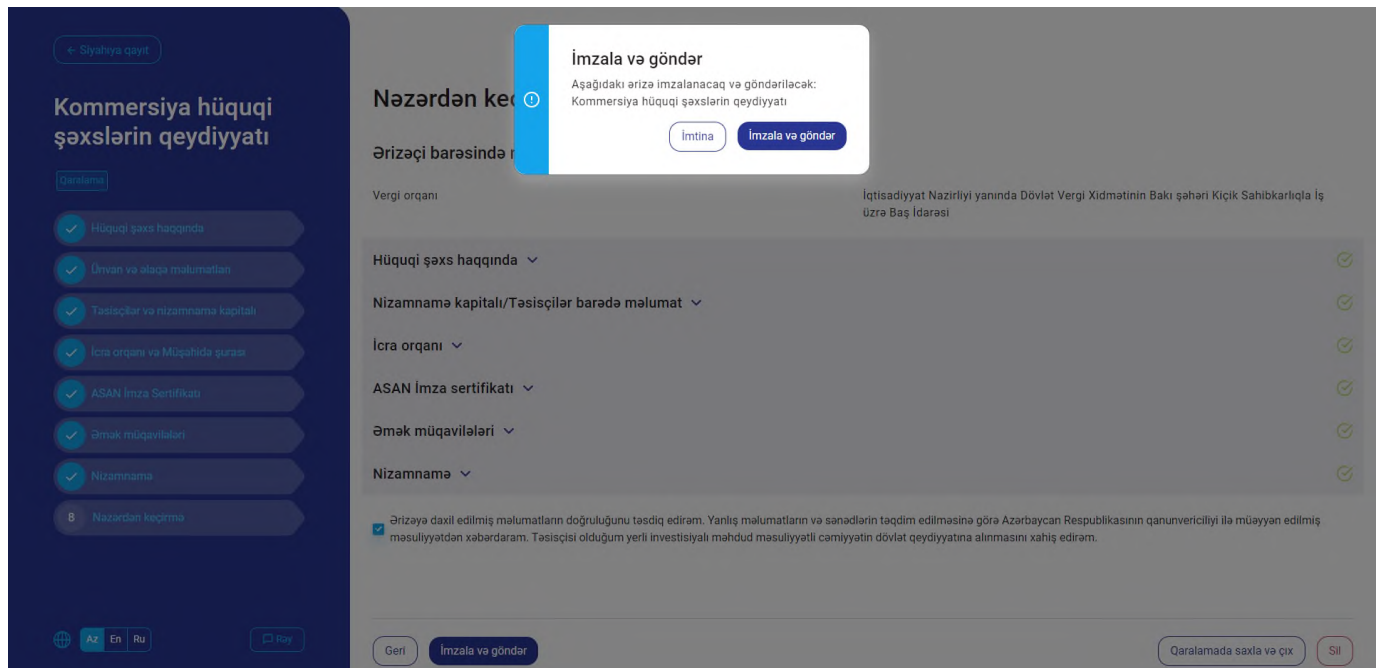 ← Siyahıya qayıt
Kommersiya hüquqi
şəxslərin qeydiyyatı
Qaralama
Hüquqi şəxs haqqında
Ünvan və əlaqə məlumatları
Təsisçilər və nizamnamə kapitalı
İcra orqanı və Müşahidə şurası
ASAN İmza Sertifikatı
Əmək müqavilələri
Nizamnamə
8 Nəzərdən keçirmə
Az En Ru
Rəy
İmzala və göndər
Aşağıdakı ərizə imzalanacaq və göndəriləcək:
Kommersiya hüquqi şəxslərin qeydiyyatı
İmtina
İmzala və göndər
Nəzərdən keç
Ərizəçi barəsində
Vergi orqanı
İqtisadiyyat Nazirliyi yanında Dövlət Vergi Xidmətinin Bakı şəhəri Kiçik Sahibkarlıqla İş
üzrə Baş İdarəsi
Hüquqi şəxs haqqında
Nizamnamə kapitalı/Təsisçilər barədə məlumat
İcra orqanı
ASAN İmza sertifikatı
Əmək müqavilələri
Nizamnamə
Ərizəyə daxil edilmiş məlumatların doğruluğunu təsdiq edirəm. Yanlış məlumatların və sənədlərin təqdim edilməsinə görə Azərbaycan Respublikasının qanunvericiliyi ilə müəyyən edilmiş
məsuliyyətdən xəbərdaram. Təsisçisi olduğum yerli investisiyalı məhdud məsuliyyətli cəmiyyətin dövlət qeydiyyatına alınmasını xahiş edirəm.
Geri
İmzala və göndər
Qaralamada saxla və çıx
Sil